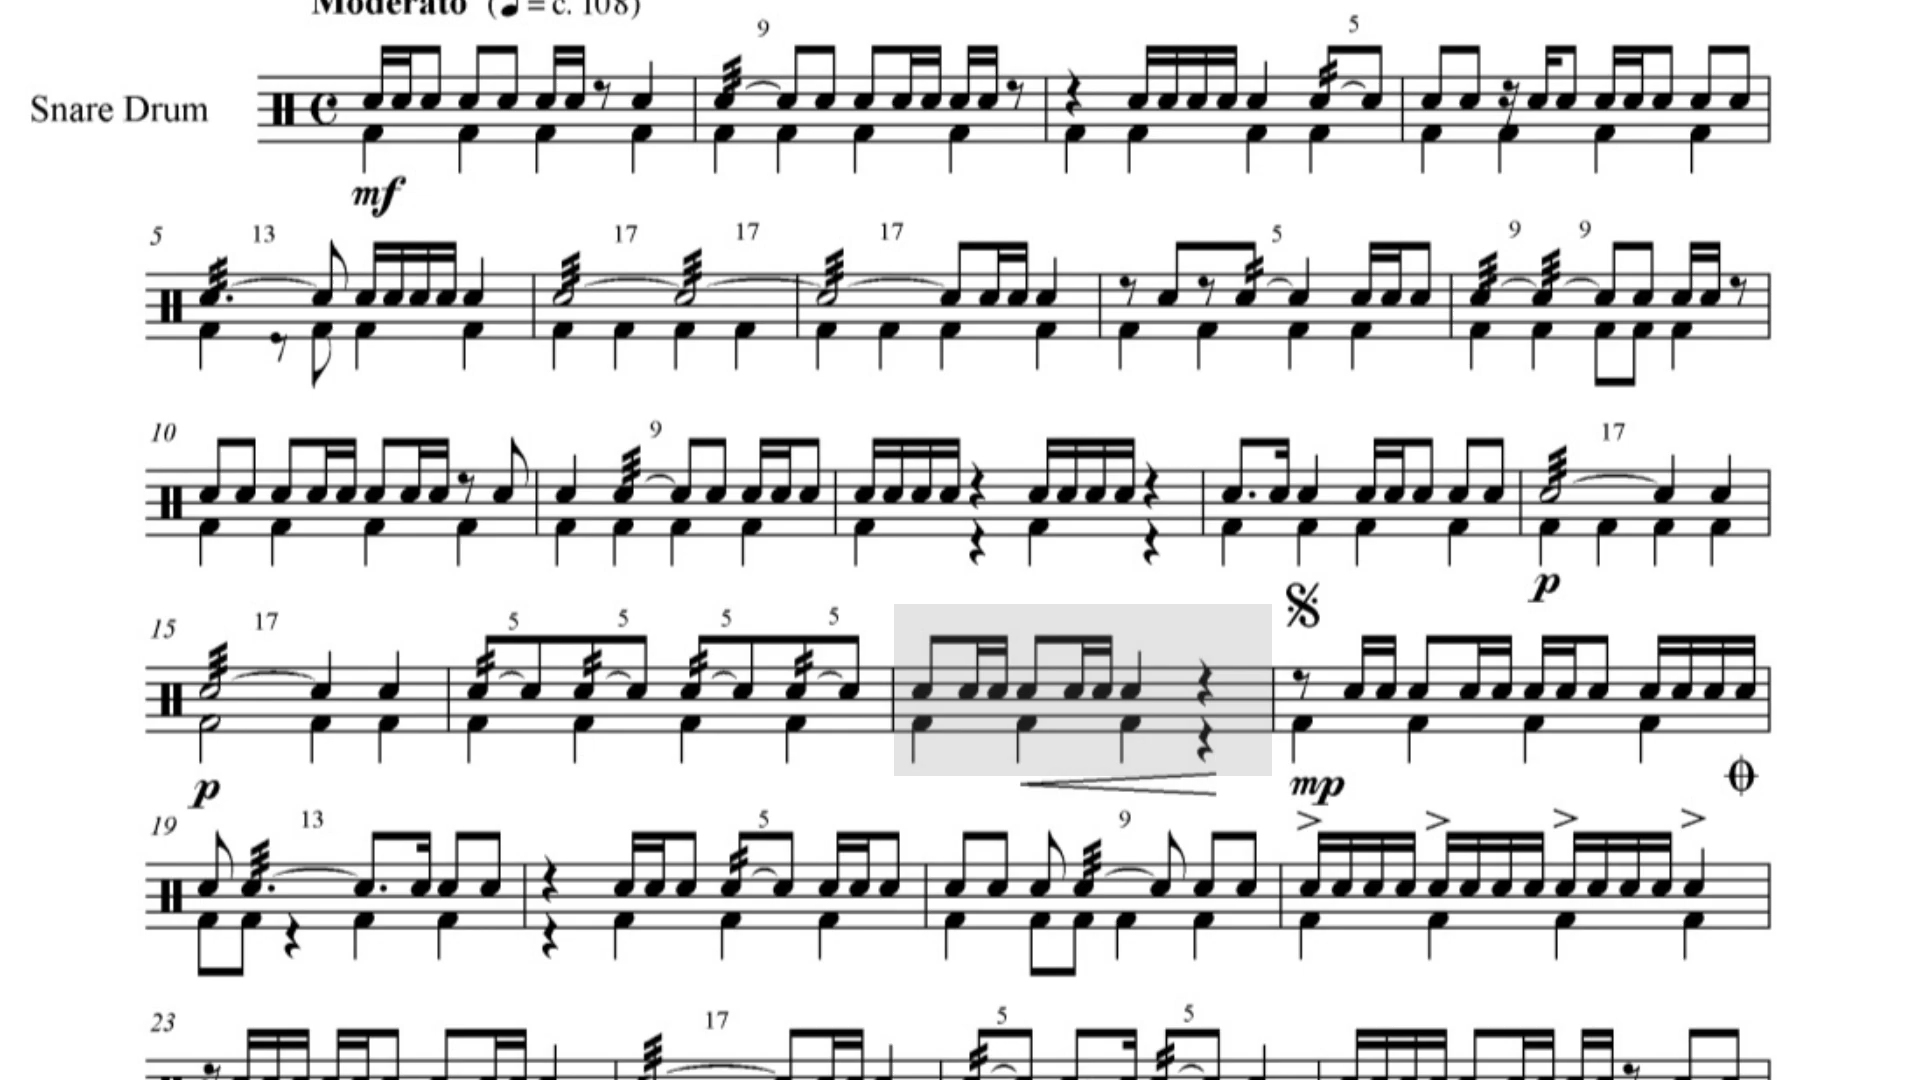 Moderato (♩ = c. 108)
9 5
Snare Drum
mf
5 13 17 17 17 5 9 9
10 9 17
p
15 17 5 5 5 5
p mp
19 13 5 9
23 17 5 5